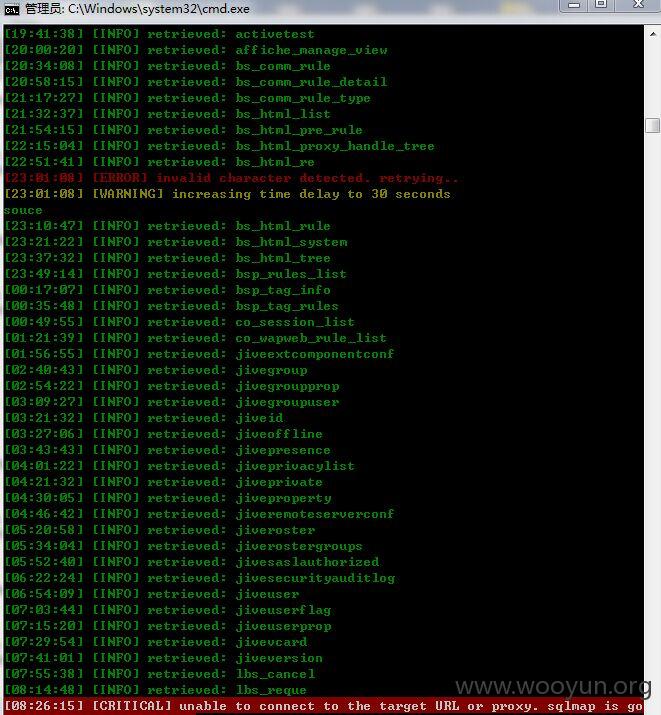 管理员: C:\Windows\system32\cmd.exe
[19:41:38] [INFO] retrieved: activetest
[20:00:20] [INFO] retrieved: affiche_manage_view
[20:34:08] [INFO] retrieved: bs_comm_rule
[20:58:15] [INFO] retrieved: bs_comm_rule_detail
[21:17:27] [INFO] retrieved: bs_comm_rule_type
[21:32:37] [INFO] retrieved: bs_html_list
[21:54:15] [INFO] retrieved: bs_html_pre_rule
[22:15:04] [INFO] retrieved: bs_html_proxy_handle_tree
[22:51:41] [INFO] retrieved: bs_html_re
[23:01:08] [ERROR] invalid character detected. retrying..
[23:01:08] [WARNING] increasing time delay to 30 seconds
souce
[23:10:47] [INFO] retrieved: bs_html_rule
[23:21:22] [INFO] retrieved: bs_html_system
[23:37:32] [INFO] retrieved: bs_html_tree
[23:49:14] [INFO] retrieved: bsp_rules_list
[00:17:07] [INFO] retrieved: bsp_tag_info
[00:35:48] [INFO] retrieved: bsp_tag_rules
[00:49:55] [INFO] retrieved: co_session_list
[01:21:39] [INFO] retrieved: co_wapweb_rule_list
[01:56:55] [INFO] retrieved: jiveextcomponentconf
[02:40:43] [INFO] retrieved: jivegroup
[02:54:22] [INFO] retrieved: jivegroupprop
[03:09:27] [INFO] retrieved: jivegroupuser
[03:21:32] [INFO] retrieved: jiveid
[03:27:06] [INFO] retrieved: jiveoffline
[03:43:43] [INFO] retrieved: jivepresence
[04:01:22] [INFO] retrieved: jiveprivacylist
[04:21:32] [INFO] retrieved: jiveprivate
[04:30:05] [INFO] retrieved: jiveproperty
[04:46:42] [INFO] retrieved: jiveremoteserverconf
[05:20:58] [INFO] retrieved: jiveroster
[05:34:04] [INFO] retrieved: jiverostergroups
[05:52:40] [INFO] retrieved: jivesaslauthorized
[06:22:24] [INFO] retrieved: jivesecurityauditlog
[06:54:09] [INFO] retrieved: jiveuser
[07:03:44] [INFO] retrieved: jiveuserflag
[07:15:20] [INFO] retrieved: jiveuserprop
[07:29:54] [INFO] retrieved: jivevcard
[07:41:01] [INFO] retrieved: jiveversion
[07:55:38] [INFO] retrieved: lbs_cancel
[08:14:48] [INFO] retrieved: lbs_reque
www.wooyun.org
[08:26:15] [CRITICAL] unable to connect to the target URL or proxy. sqlmap is go